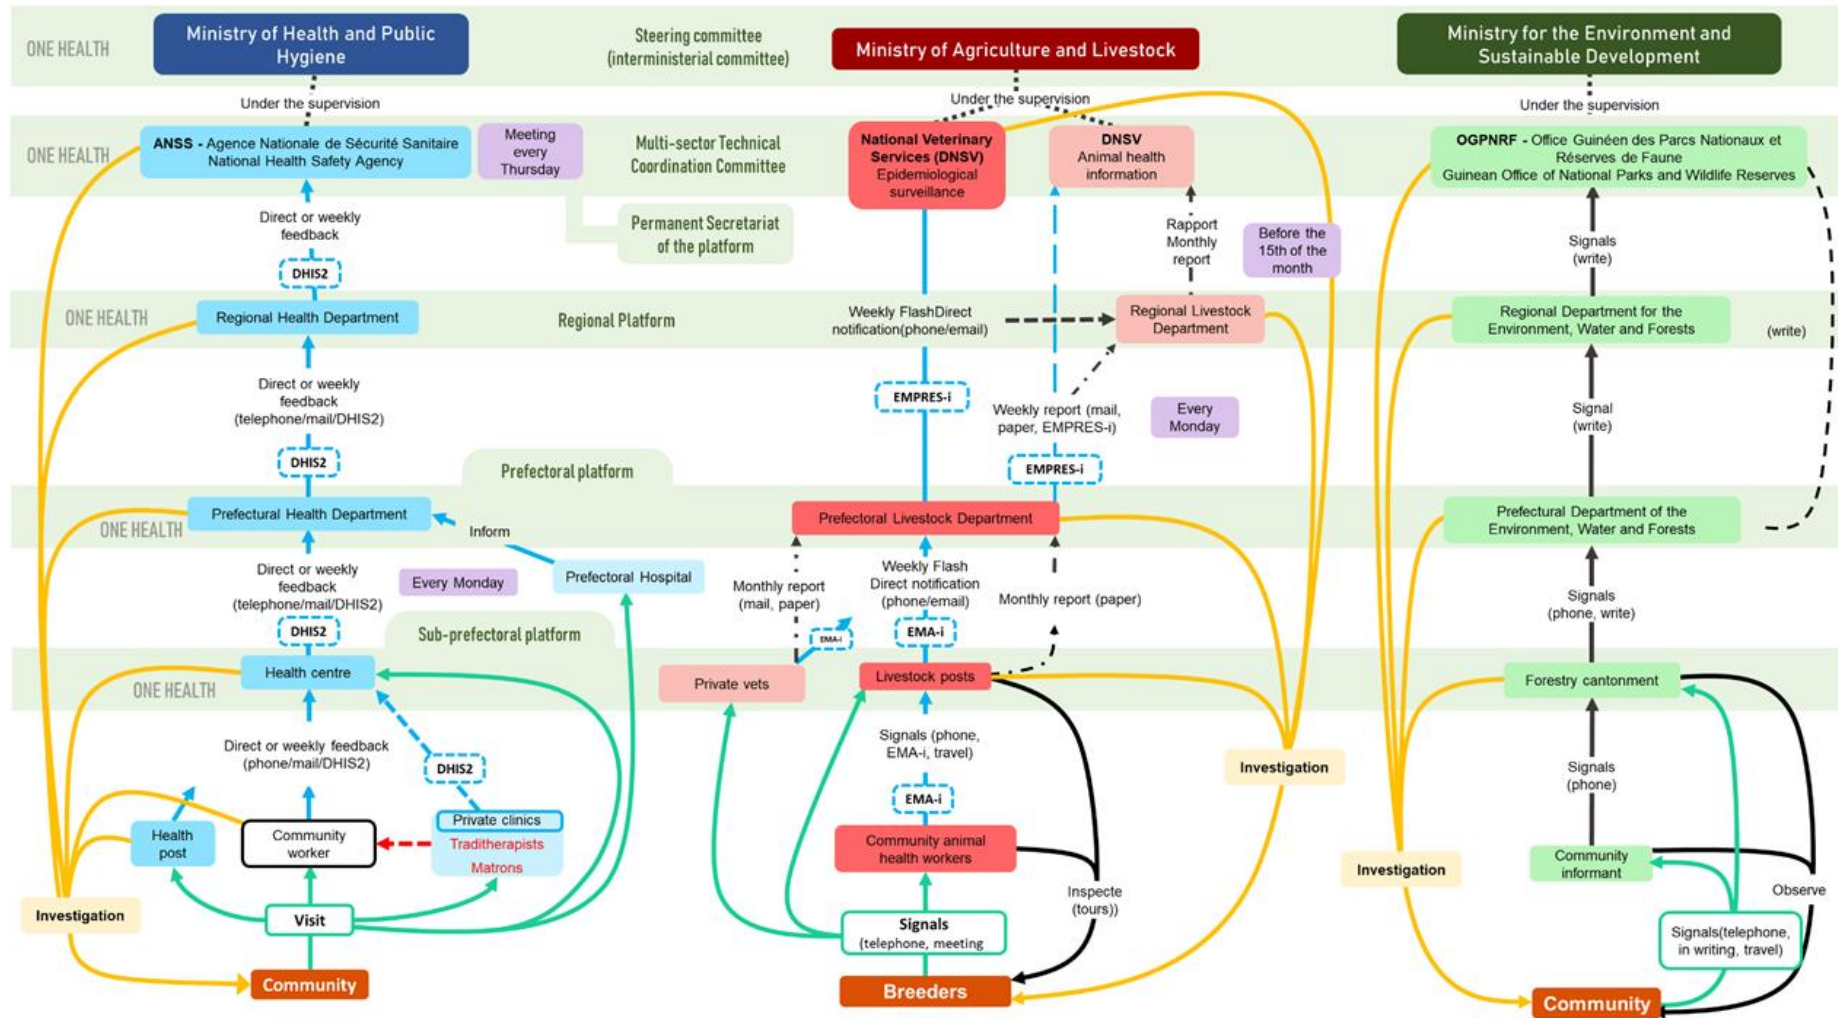 ONE HEALTH
Ministry of Health and Public
Hygiene
Steering committee
(interministerial committee)
Ministry of Agriculture and Livestock
Ministry for the Environment and
Sustainable Development
Under the supervision
Under the supervision
Under the supervision
ONE HEALTH
ANSS - Agence Nationale de Sécurité Sanitaire
National Health Safety Agency
Meeting
every
Thursday
Multi-sector Technical
Coordination Committee
National Veterinary
Services (DNSV)
Epidemiological
surveillance
DNSV
Animal health
information
OGPNRF - Office Guinéen des Parcs Nationaux et
Réserves de Faune
Guinean Office of National Parks and Wildlife Reserves
Direct or weekly
feedback
DHIS2
Permanent Secretariat
of the platform
Rapport
Monthly
report
Before the
15th of the
month
Signals
(write)
ONE HEALTH
Regional Health Department
Regional Platform
Weekly FlashDirect
notification(phone/email)
Regional Livestock
Department
Regional Department for the
Environment, Water and Forests
(write)
Direct or weekly
feedback
(telephone/mail/DHIS2)
DHIS2
EMPRES-i
Weekly report (mail,
paper, EMPRES-i)
Every
Monday
EMPRES-i
Signal
(write)
Prefectoral platform
ONE HEALTH
Prefectural Health Department
Inform
Prefectoral Livestock Department
Prefectural Department of the
Environment, Water and Forests
Direct or weekly
feedback
(telephone/mail/DHIS2)
DHIS2
Every Monday
Prefectoral Hospital
Monthly report
(mail, paper)
EMA-i
Weekly Flash
Direct notification
(phone/email)
EMA-i
Monthly report (paper)
Signals
(phone, write)
Sub-prefectoral platform
ONE HEALTH
Health centre
Private vets
Livestock posts
Forestry cantonment
Direct or weekly feedback
(phone/mail/DHIS2)
DHIS2
Signals (phone,
EMA-i, travel)
EMA-i
Investigation
Signals
(phone)
Health
post
Community
worker
Private clinics
Traditherapists
Matrons
Community animal
health workers
Inspecte
(tours))
Investigation
Community
informant
Observe
Investigation
Visit
Signals
(telephone, meeting
Signals(telephone,
in writing, travel)
Community
Breeders
Community